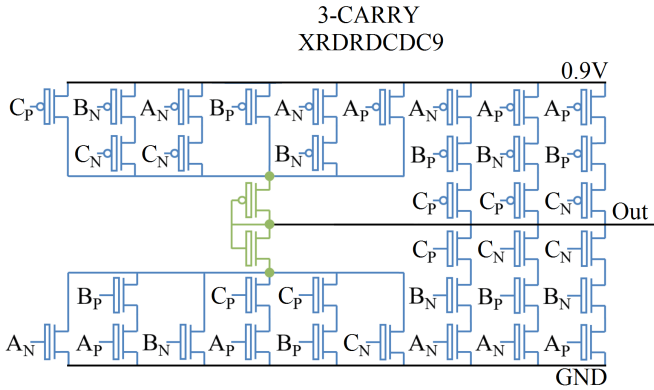 3-CARRY
XRDRDCDC9
0.9V
C_P B_N A_N B_P A_N A_P A_N A_P A_P
C_N C_N B_N B_P B_N B_P
C_P C_P C_N
Out
C_P C_N C_N
B_P C_P C_P B_N B_P B_N
A_N A_P B_N A_P B_P C_N A_N A_N A_P
GND